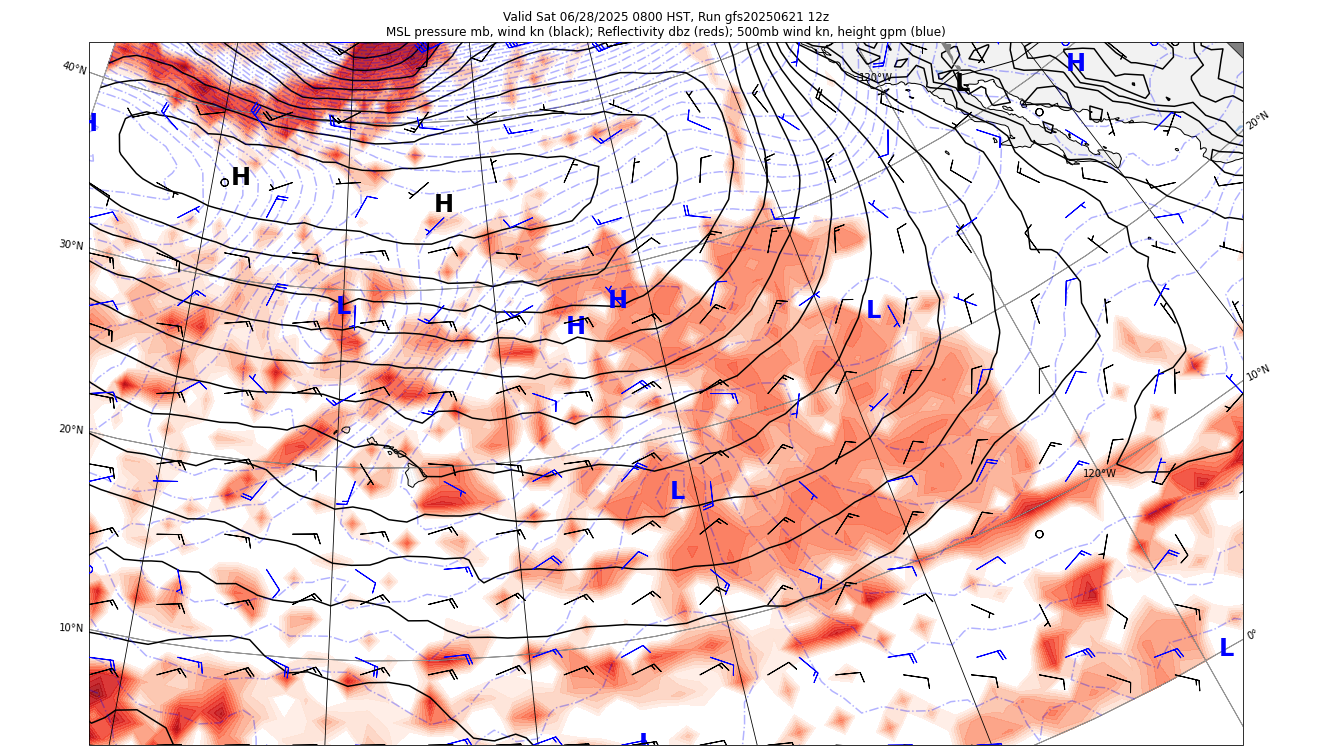 Valid Sat 06/28/2025 0800 HST, Run gfs20250621 12z
MSL pressure mb, wind kn (black); Reflectivity dbz (reds); 500mb wind kn, height gpm (blue)
40°N
120°W
L
H
20°N
H
H
H
30°N
L
H
H
L
10°N
20°N
L
120°W
10°N
0°
L
L